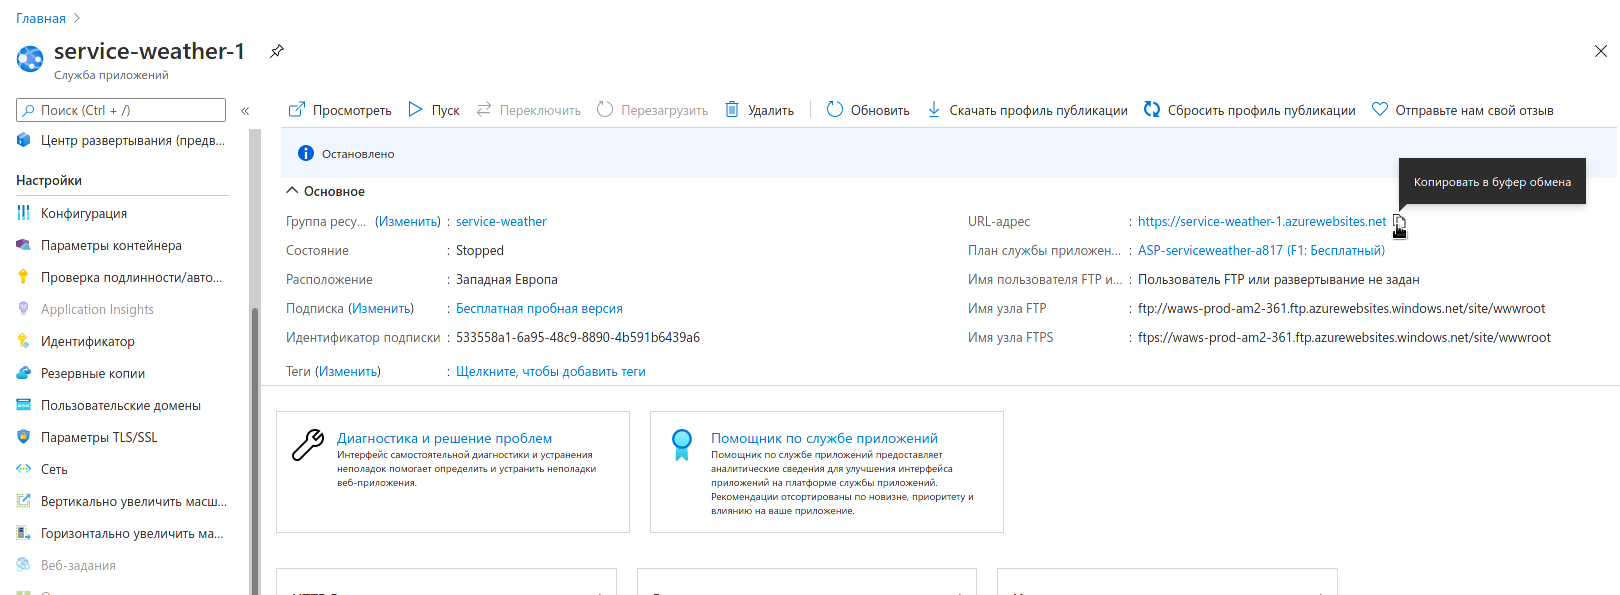 Главная
service-weather-1
Служба приложений
Поиск (Ctrl + /)
«
Центр развертывания (предв...
Настройки
Конфигурация
Параметры контейнера
Проверка подлинности/авто...
Application Insights
Идентификатор
Резервные копии
Пользовательские домены
Параметры TLS/SSL
Сеть
Вертикально увеличить масш...
Горизонтально увеличить ма...
Веб-задания
Просмотреть Пуск Переключить Перезагрузить Удалить Обновить Скачать профиль публикации Сбросить профиль публикации Отправьте нам свой отзыв
Остановлено
Копировать в буфер обмена
Основное
Группа ресу... (Изменить) : service-weather
Состояние : Stopped
Расположение : Западная Европа
Подписка (Изменить) : Бесплатная пробная версия
Идентификатор подписки : 533558a1-6a95-48c9-8890-4b591b6439a6
Теги (Изменить) : Щелкните, чтобы добавить теги
URL-адрес : https://service-weather-1.azurewebsites.net
План службы приложен... : ASP-serviceweather-a817 (F1: Бесплатный)
Имя пользователя FTP и... : Пользователь FTP или развертывание не задан
Имя узла FTP : ftp://waws-prod-am2-361.ftp.azurewebsites.windows.net/site/wwwroot
Имя узла FTPS : ftps://waws-prod-am2-361.ftp.azurewebsites.windows.net/site/wwwroot
Диагностика и решение проблем
Интерфейс самостоятельной диагностики и устранения
неполадок помогает определить и устранить неполадки
веб-приложения.
Помощник по службе приложений
Помощник по службе приложений предоставляет
аналитические сведения для улучшения интерфейса
приложений на платформе службы приложений.
Рекомендации отсортированы по новизне, приоритету и
влиянию на ваше приложение.